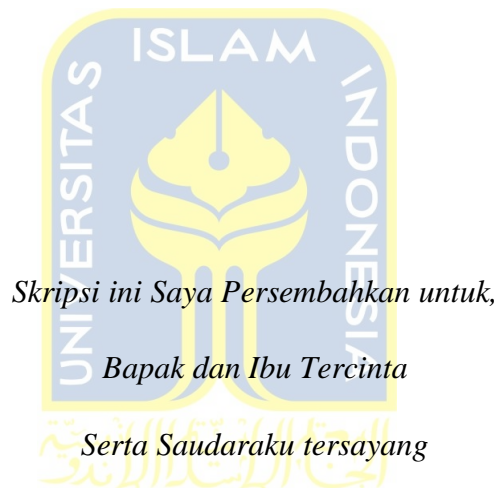 ISLAM
UNIVERSITAS
INDONESIA
Skripsi ini Saya Persembahkan untuk,
Bapak dan Ibu Tercinta
Serta Saudaraku tersayang